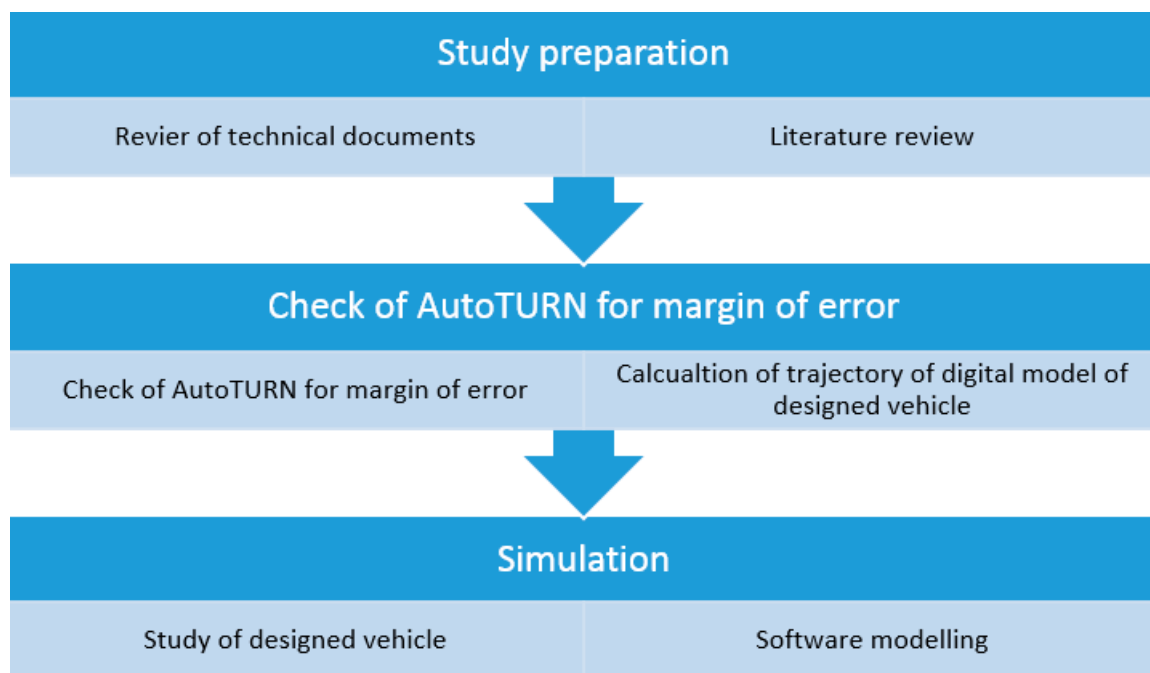 Study preparation
Revier of technical documents
Literature review
Check of AutoTURN for margin of error
Check of AutoTURN for margin of error
Calcualtion of trajectory of digital model of
designed vehicle
Simulation
Study of designed vehicle
Software modelling